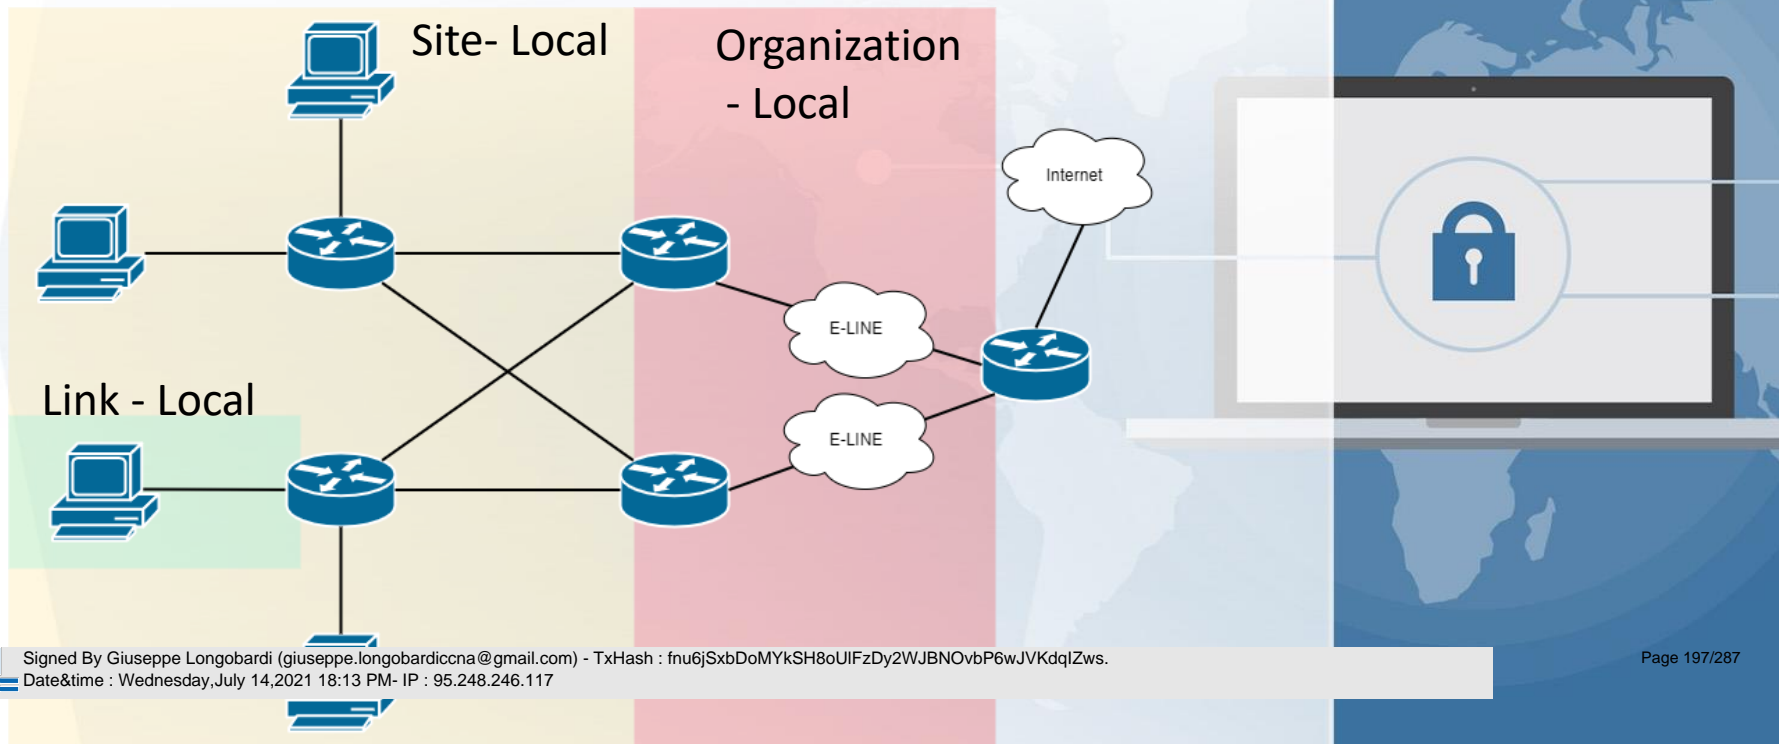 Site- Local
Organization
- Local
Internet
E-LINE
Link - Local
E-LINE
Signed By Giuseppe Longobardi (giuseppe.longobardiccna@gmail.com) - TxHash : fnu6jSxbDoMYkSH8oUlFzDy2WJBNOvbP6wJVKdqIZws.
Page 197/287
Date&time : Wednesday,July 14,2021 18:13 PM- IP : 95.248.246.117